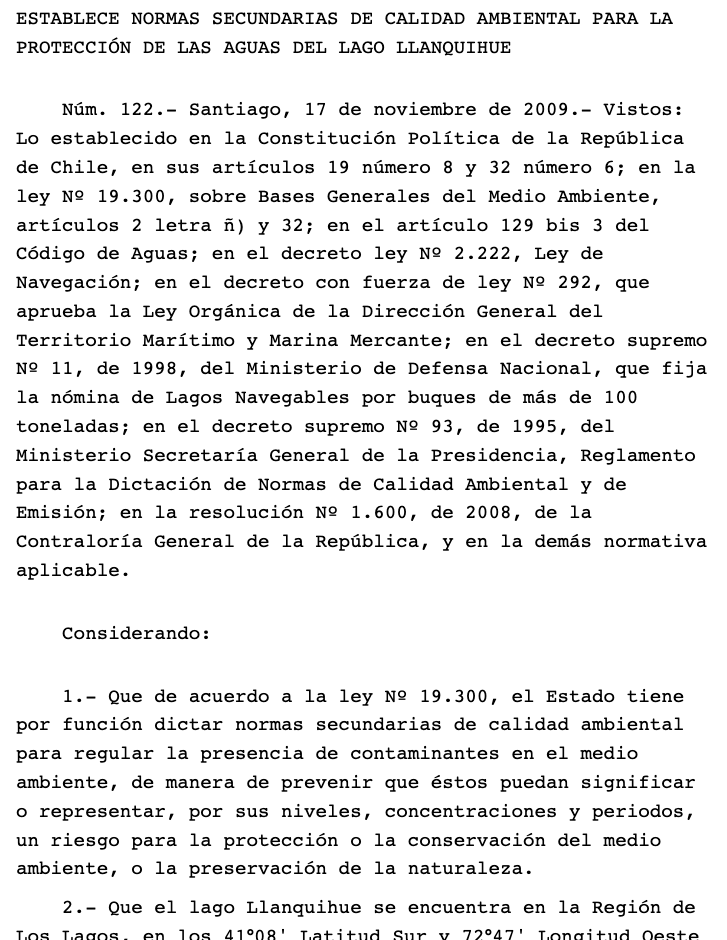 ESTABLECE NORMAS SECUNDARIAS DE CALIDAD AMBIENTAL PARA LA
PROTECCIÓN DE LAS AGUAS DEL LAGO LLANQUIHUE
Núm. 122.- Santiago, 17 de noviembre de 2009.- Vistos:
Lo establecido en la Constitución Política de la República
de Chile, en sus artículos 19 número 8 y 32 número 6; en la
ley Nº 19.300, sobre Bases Generales del Medio Ambiente,
artículos 2 letra ñ) y 32; en el artículo 129 bis 3 del
Código de Aguas; en el decreto ley Nº 2.222, Ley de
Navegación; en el decreto con fuerza de ley Nº 292, que
aprueba la Ley Orgánica de la Dirección General del
Territorio Marítimo y Marina Mercante; en el decreto supremo
Nº 11, de 1998, del Ministerio de Defensa Nacional, que fija
la nómina de Lagos Navegables por buques de más de 100
toneladas; en el decreto supremo Nº 93, de 1995, del
Ministerio Secretaría General de la Presidencia, Reglamento
para la Dictación de Normas de Calidad Ambiental y de
Emisión; en la resolución Nº 1.600, de 2008, de la
Contraloría General de la República, y en la demás normativa
aplicable.
Considerando:
1.- Que de acuerdo a la ley Nº 19.300, el Estado tiene
por función dictar normas secundarias de calidad ambiental
para regular la presencia de contaminantes en el medio
ambiente, de manera de prevenir que éstos puedan significar
o representar, por sus niveles, concentraciones y periodos,
un riesgo para la protección o la conservación del medio
ambiente, o la preservación de la naturaleza.
2.- Que el lago Llanquihue se encuentra en la Región de
Los Lagos, en los 41°08' Latitud Sur y 72°47' Longitud Oeste